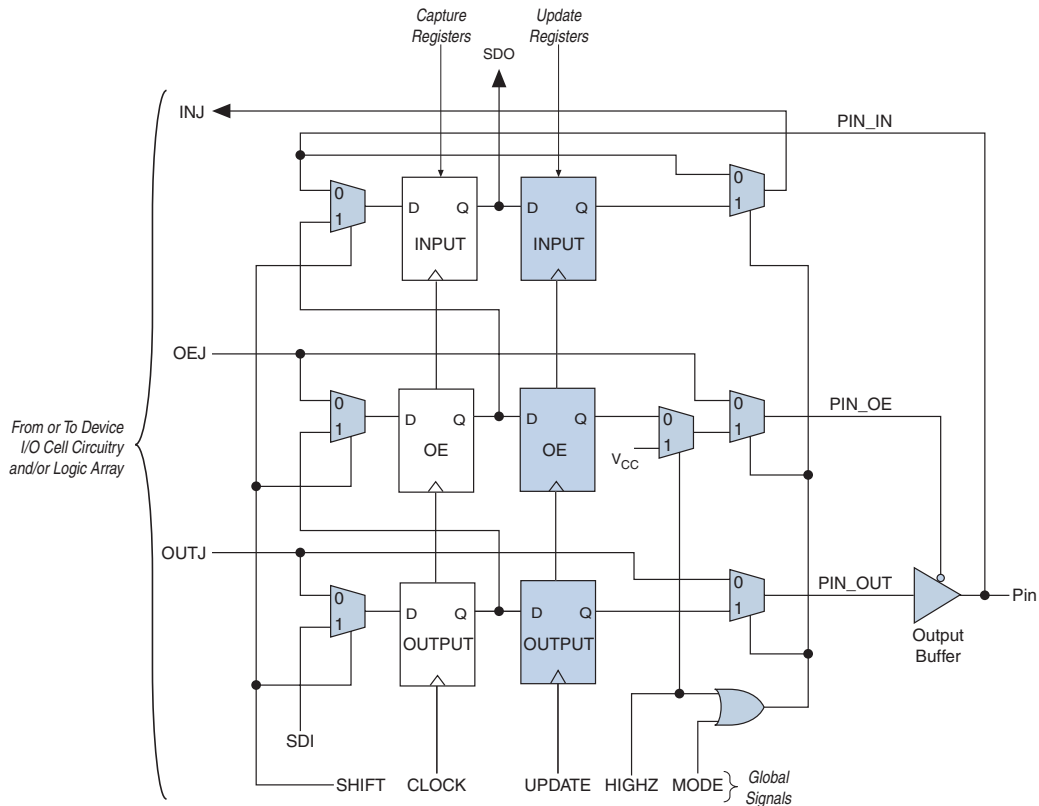 Capture
Registers
Update
Registers
SDO
INJ
PIN_IN
0
1
D Q
INPUT
D Q
INPUT
0
1
OEJ
0
1
D Q
OE
D Q
OE
0
1
VCC
0
1
PIN_OE
From or To Device
I/O Cell Circuitry
and/or Logic Array
OUTJ
0
1
D Q
OUTPUT
D Q
OUTPUT
0
1
PIN_OUT
Pin
Output
Buffer
SDI
SHIFT
CLOCK
UPDATE
HIGHZ
MODE
Global
Signals